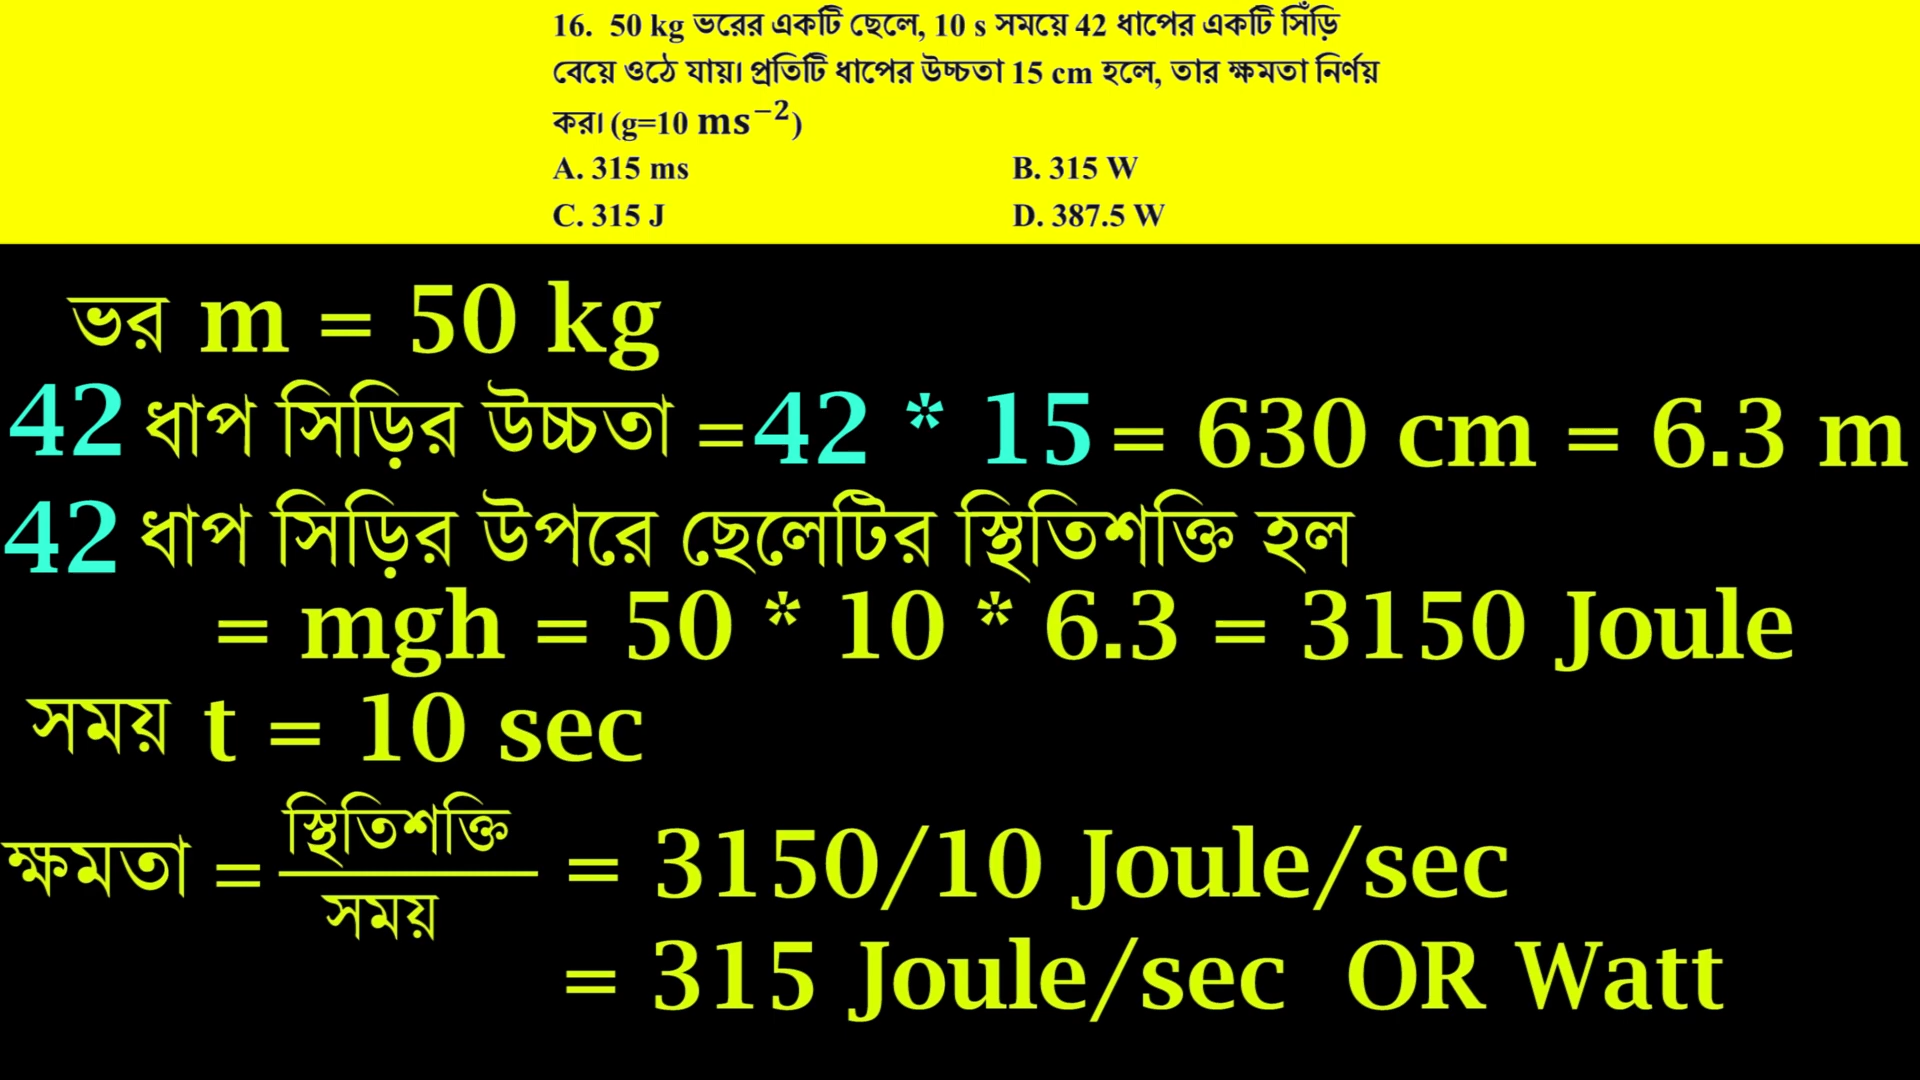 16. 50 kg ভরের একটি ছেলে, 10 s সময়ে 42 ধাপের একটি সিঁড়ি
বেয়ে ওঠে যায়। প্রতিটি ধাপের উচ্চতা 15 cm হলে, তার ক্ষমতা নির্ণয়
কর। (g=10 ms⁻²)
A. 315 ms B. 315 W
C. 315 J D. 387.5 W
ভর m = 50 kg
42 ধাপ সিড়ির উচ্চতা =42 * 15 = 630 cm = 6.3 m
42 ধাপ সিড়ির উপরে ছেলেটির স্থিতিশক্তি হল
= mgh = 50 * 10 * 6.3 = 3150 Joule
সময় t = 10 sec
ক্ষমতা = স্থিতিশক্তি / সময় = 3150/10 Joule/sec
= 315 Joule/sec OR Watt